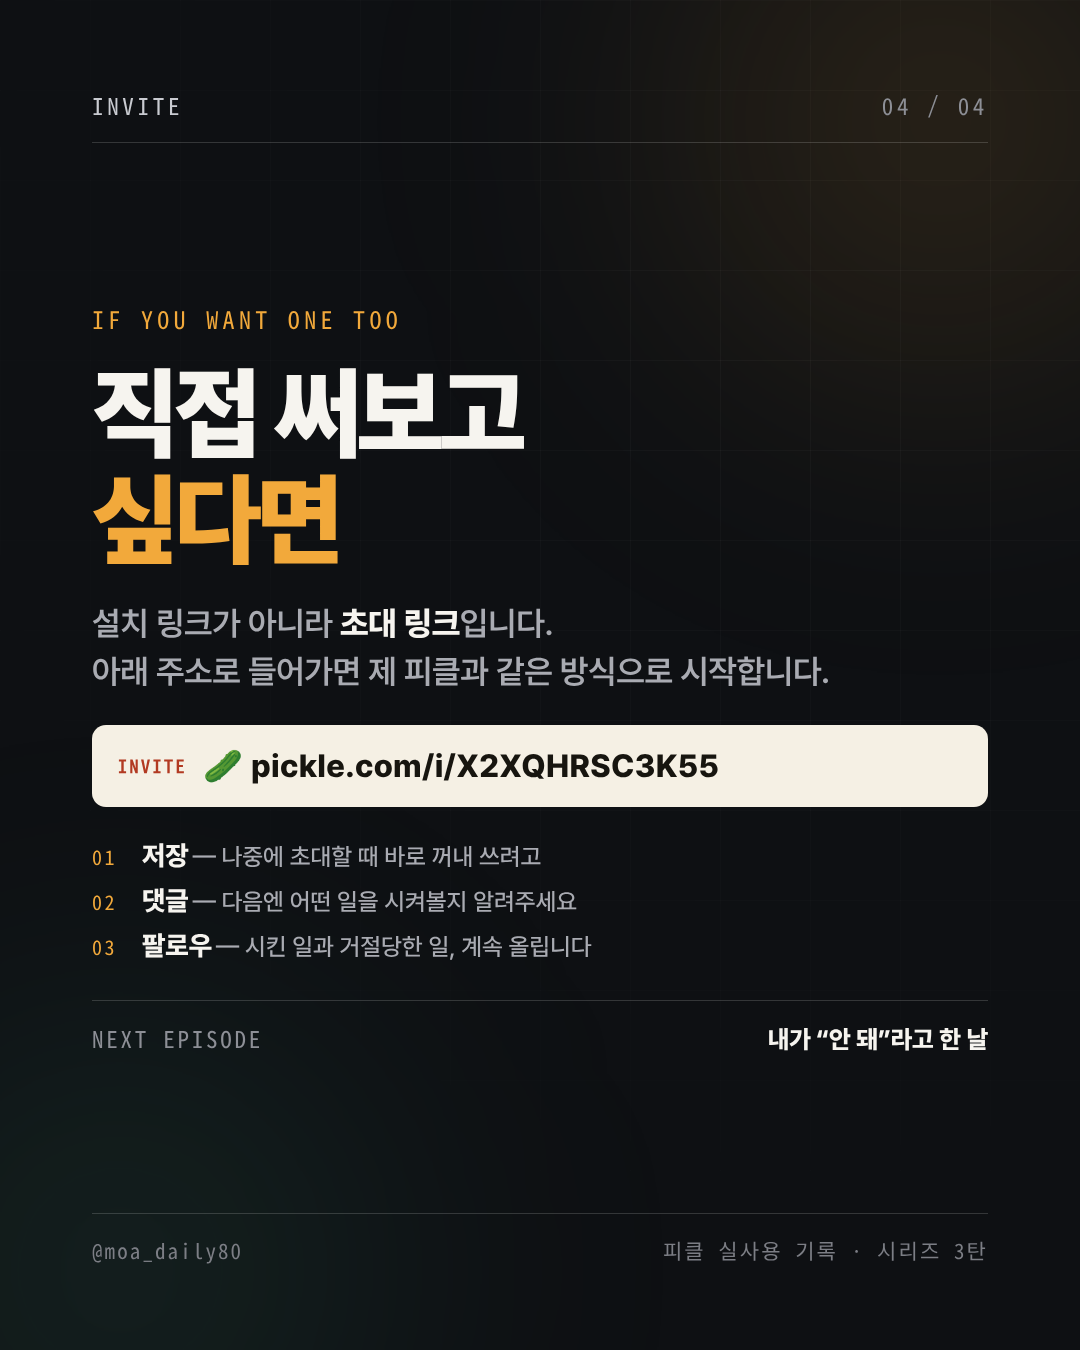 INVITE
04 / 04
IF YOU WANT ONE TOO
직접 써보고
싶다면
설치 링크가 아니라 초대 링크입니다.
아래 주소로 들어가면 제 피클과 같은 방식으로 시작합니다.
INVITE 🥒 pickle.com/i/X2XQHRSC3K55
01 저장 — 나중에 초대할 때 바로 꺼내 쓰려고
02 댓글 — 다음엔 어떤 일을 시켜볼지 알려주세요
03 팔로우 — 시킨 일과 거절당한 일, 계속 올립니다
NEXT EPISODE
내가 “안 돼”라고 한 날
@moa_daily80
피클 실사용 기록 · 시리즈 3탄